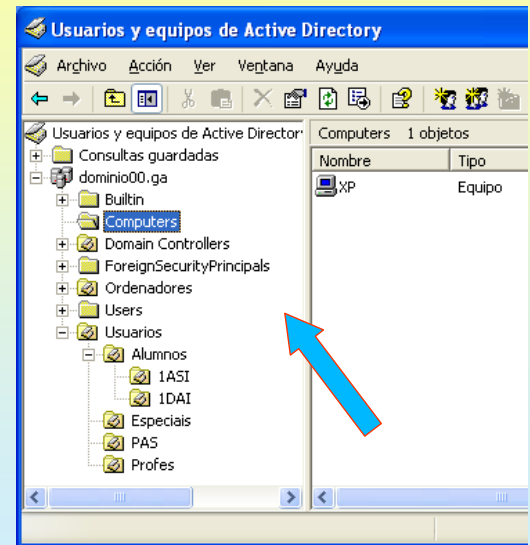 Usuarios y equipos de Active Directory
Archivo Acción Ver Ventana Ayuda
Usuarios y equipos de Active Director
Computers 1 objetos
Consultas guardadas
Nombre Tipo
dominio00.ga
XP Equipo
Builtin
Computers
Domain Controllers
ForeignSecurityPrincipals
Ordenadores
Users
Usuarios
Alumnos
1ASI
1DAI
Especiais
PAS
Profes